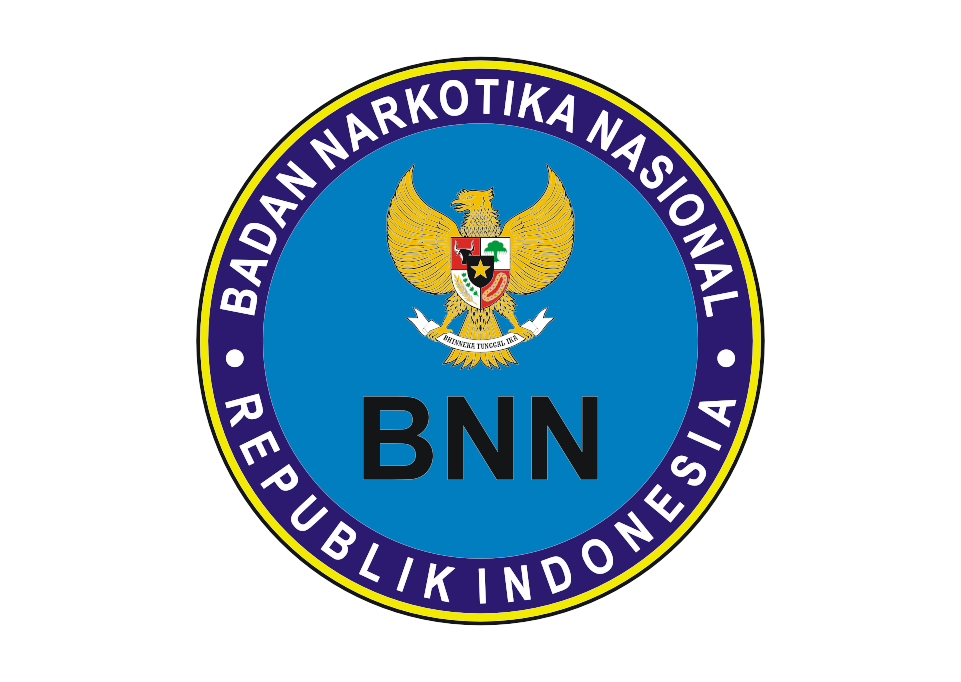 BADAN NARKOTIKA NASIONAL
BHINNEKA TUNGGAL IKA
BNN
REPUBLIK INDONESIA